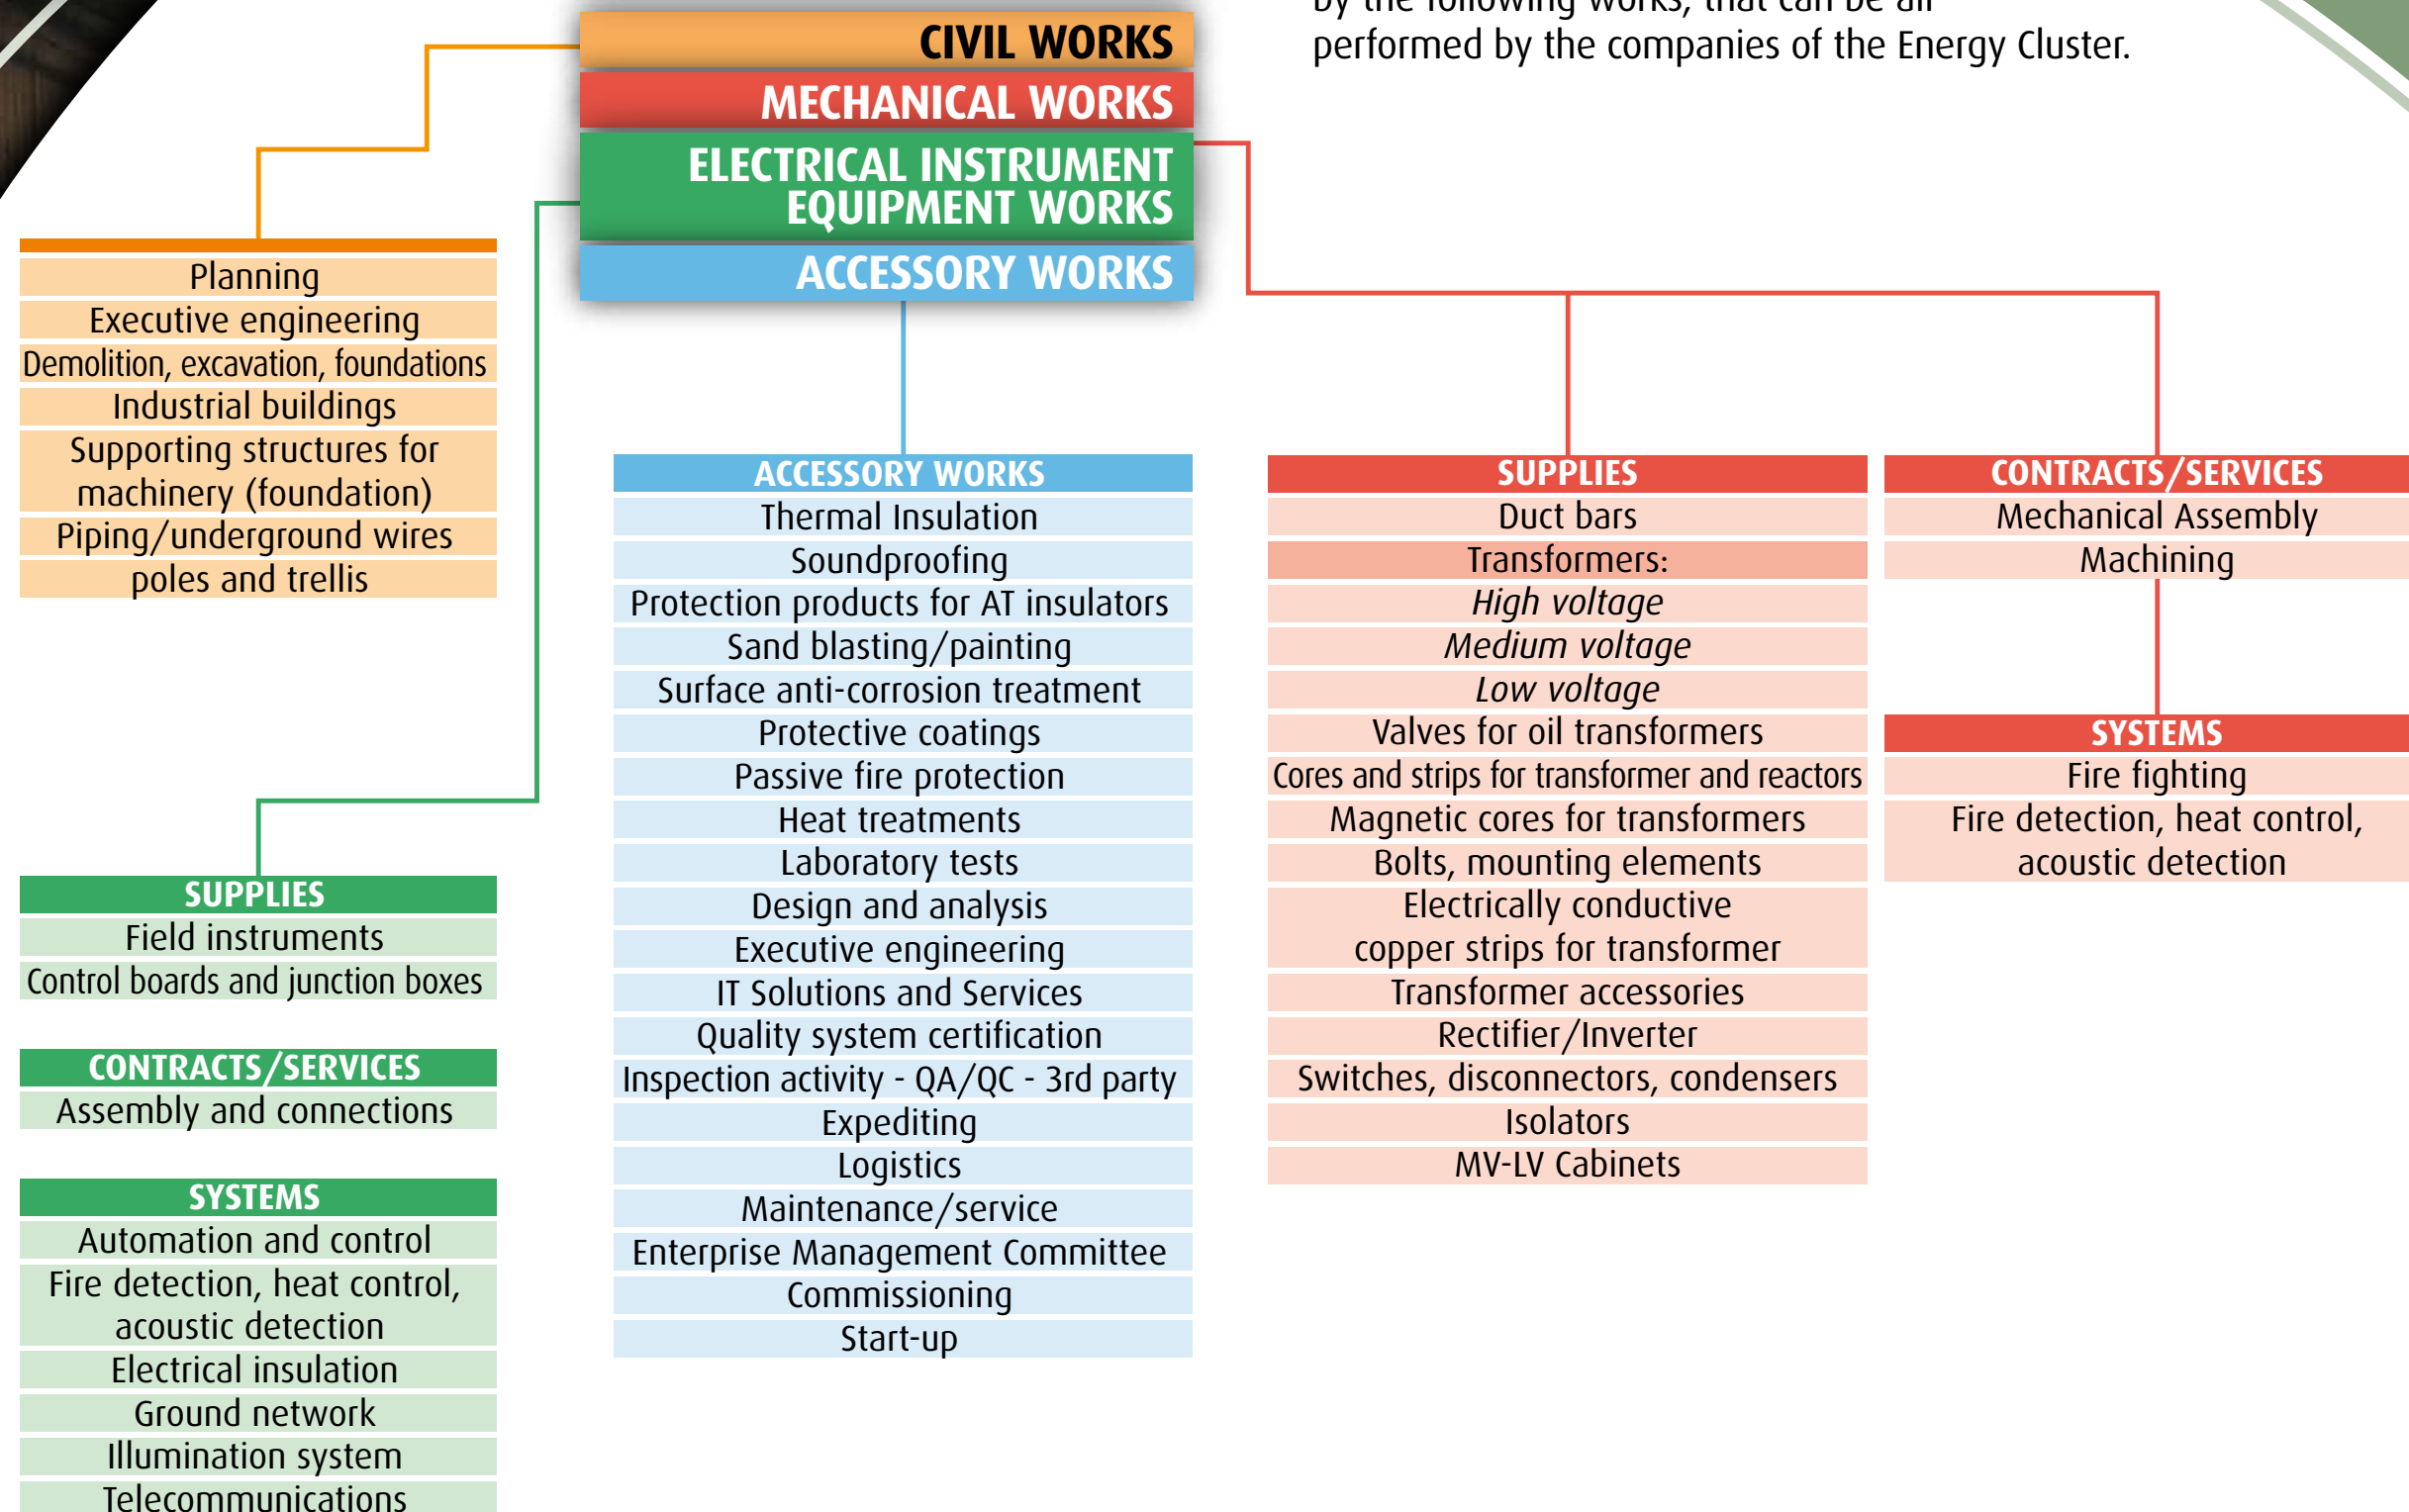 by the following works, that can be all
performed by the companies of the Energy Cluster.
CIVIL WORKS
MECHANICAL WORKS
ELECTRICAL INSTRUMENT
EQUIPMENT WORKS
ACCESSORY WORKS
Planning
Executive engineering
Demolition, excavation, foundations
Industrial buildings
Supporting structures for
machinery (foundation)
Piping/underground wires
poles and trellis
SUPPLIES
Field instruments
Control boards and junction boxes
CONTRACTS/SERVICES
Assembly and connections
SYSTEMS
Automation and control
Fire detection, heat control,
acoustic detection
Electrical insulation
Ground network
Illumination system
Telecommunications
ACCESSORY WORKS
Thermal Insulation
Soundproofing
Protection products for AT insulators
Sand blasting/painting
Surface anti-corrosion treatment
Protective coatings
Passive fire protection
Heat treatments
Laboratory tests
Design and analysis
Executive engineering
IT Solutions and Services
Quality system certification
Inspection activity - QA/QC - 3rd party
Expediting
Logistics
Maintenance/service
Enterprise Management Committee
Commissioning
Start-up
SUPPLIES
Duct bars
Transformers:
High voltage
Medium voltage
Low voltage
Valves for oil transformers
Cores and strips for transformer and reactors
Magnetic cores for transformers
Bolts, mounting elements
Electrically conductive
copper strips for transformer
Transformer accessories
Rectifier/Inverter
Switches, disconnectors, condensers
Isolators
MV-LV Cabinets
CONTRACTS/SERVICES
Mechanical Assembly
Machining
SYSTEMS
Fire fighting
Fire detection, heat control,
acoustic detection